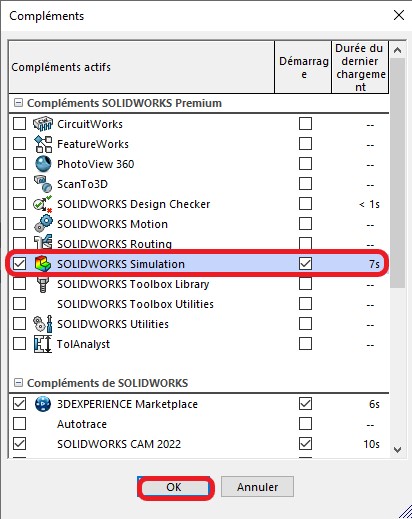 Compléments
Compléments actifs
Démarrag
e
Durée du
dernier
chargeme
nt
Compléments SOLIDWORKS Premium
CircuitWorks --
FeatureWorks --
PhotoView 360 --
ScanTo3D --
SOLIDWORKS Design Checker < 1s
SOLIDWORKS Motion --
SOLIDWORKS Routing --
SOLIDWORKS Simulation 7s
SOLIDWORKS Toolbox Library --
SOLIDWORKS Toolbox Utilities --
SOLIDWORKS Utilities --
TolAnalyst --
Compléments de SOLIDWORKS
3DEXPERIENCE Marketplace 6s
Autotrace --
SOLIDWORKS CAM 2022 10s
OK Annuler